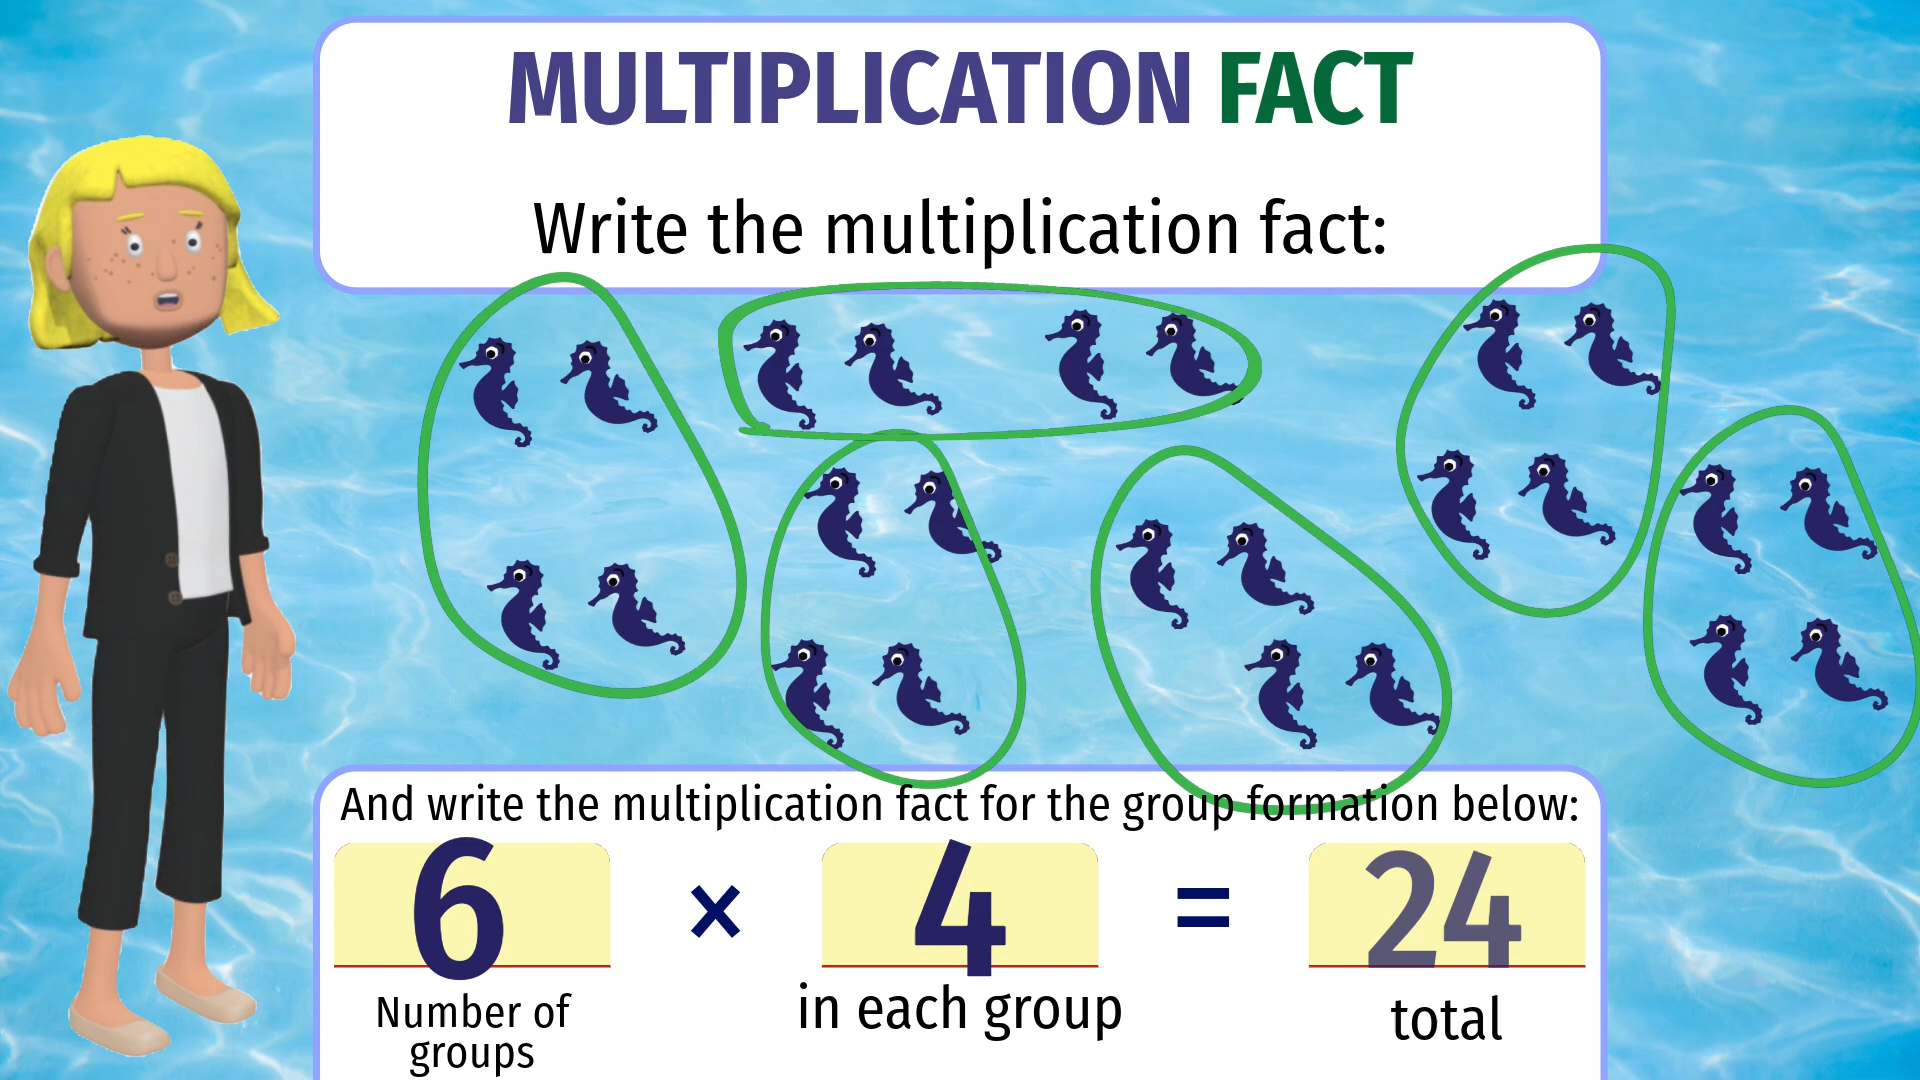 MULTIPLICATION FACT
Write the multiplication fact:
And write the multiplication fact for the group formation below:
6 × 4 = 24
Number of groups
in each group
total